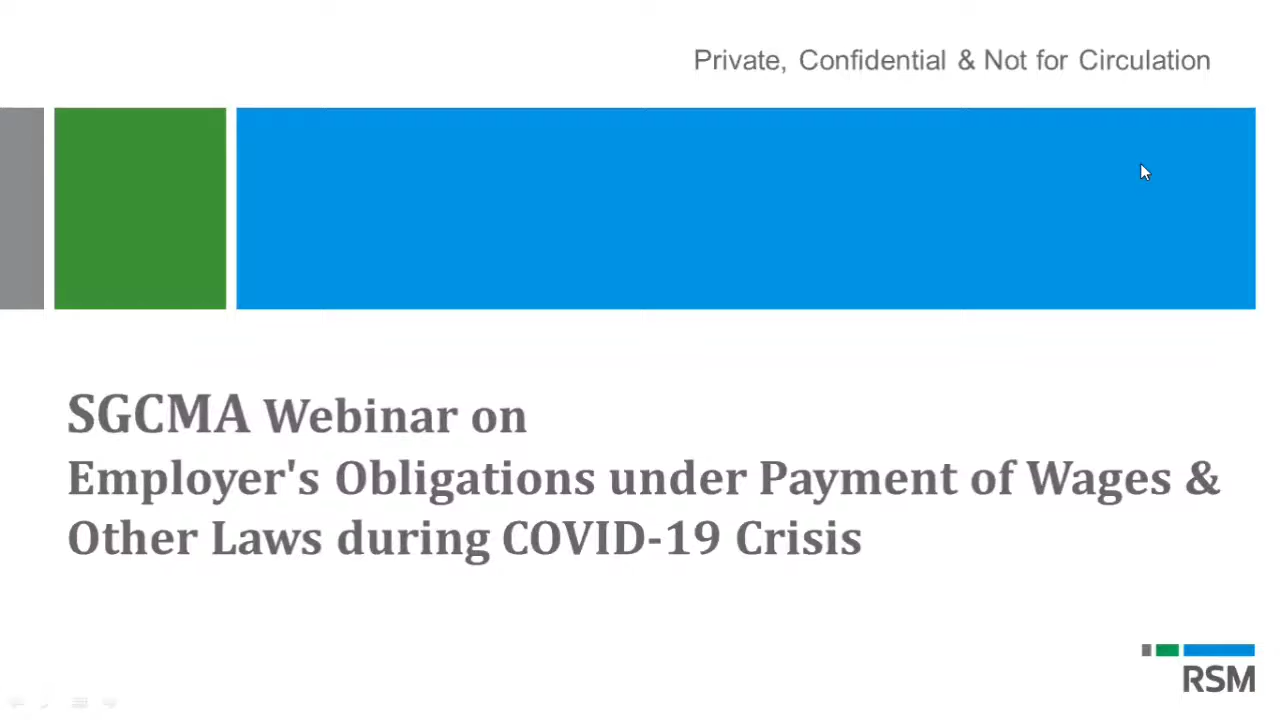 Private, Confidential & Not for Circulation
SGCMA Webinar on
Employer's Obligations under Payment of Wages &
Other Laws during COVID-19 Crisis
RSM